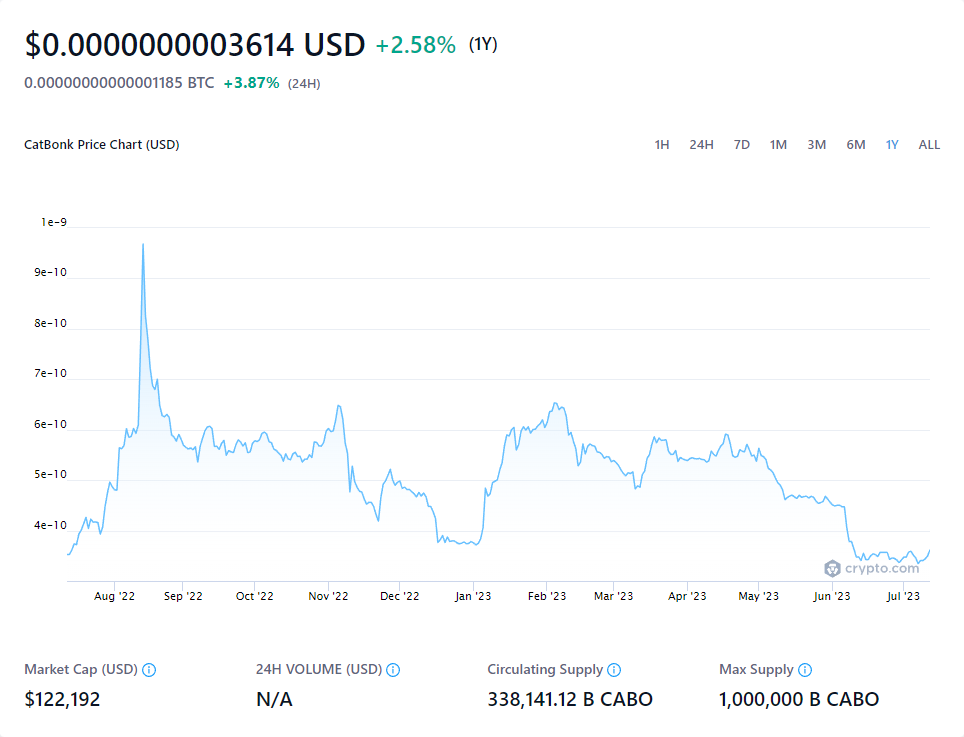 $0.0000000003614 USD +2.58% (1Y)
0.00000000000001185 BTC +3.87% (24H)
CatBonk Price Chart (USD) 1H 24H 7D 1M 3M 6M 1Y ALL
1e-9
9e-10
8e-10
7e-10
6e-10
5e-10
4e-10
crypto.com
Aug '22 Sep '22 Oct '22 Nov '22 Dec '22 Jan '23 Feb '23 Mar '23 Apr '23 May '23 Jun '23 Jul '23
Market Cap (USD) 24H VOLUME (USD) Circulating Supply Max Supply
$122,192 N/A 338,141.12 B CABO 1,000,000 B CABO